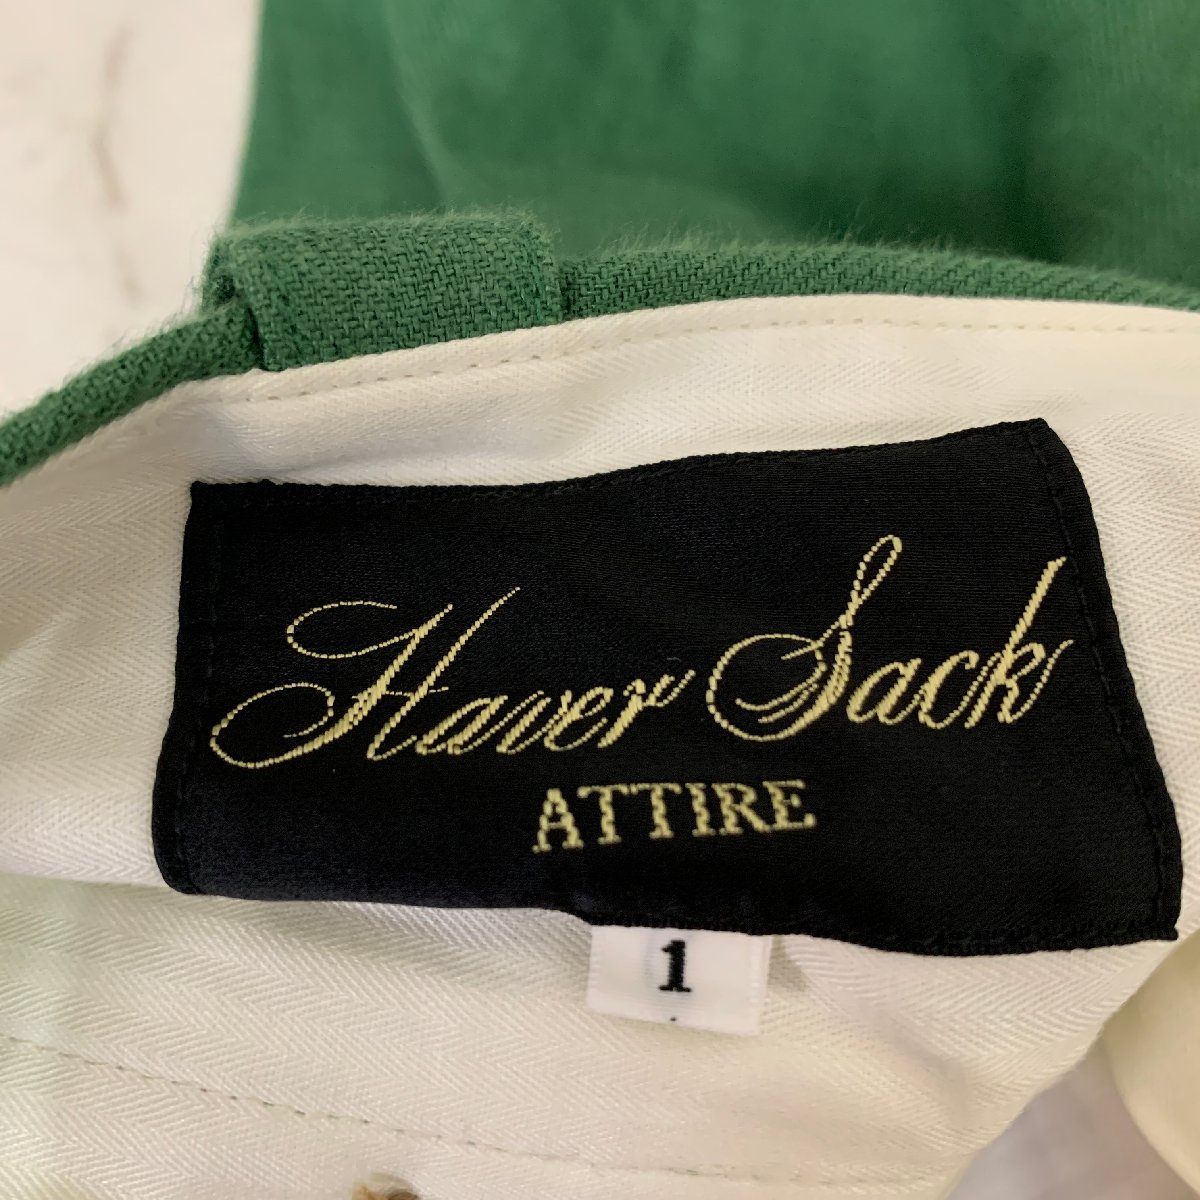 Haver Sack
ATTIRE
1